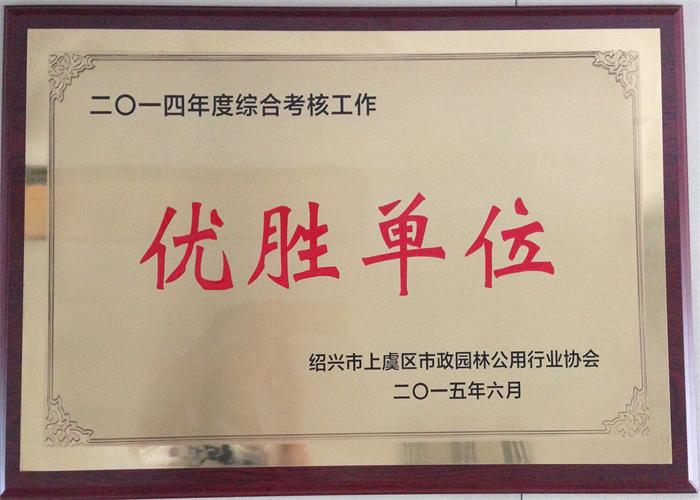 二〇一四年度综合考核工作
优胜单位
绍兴市上虞区市政园林公用行业协会
二〇一五年六月